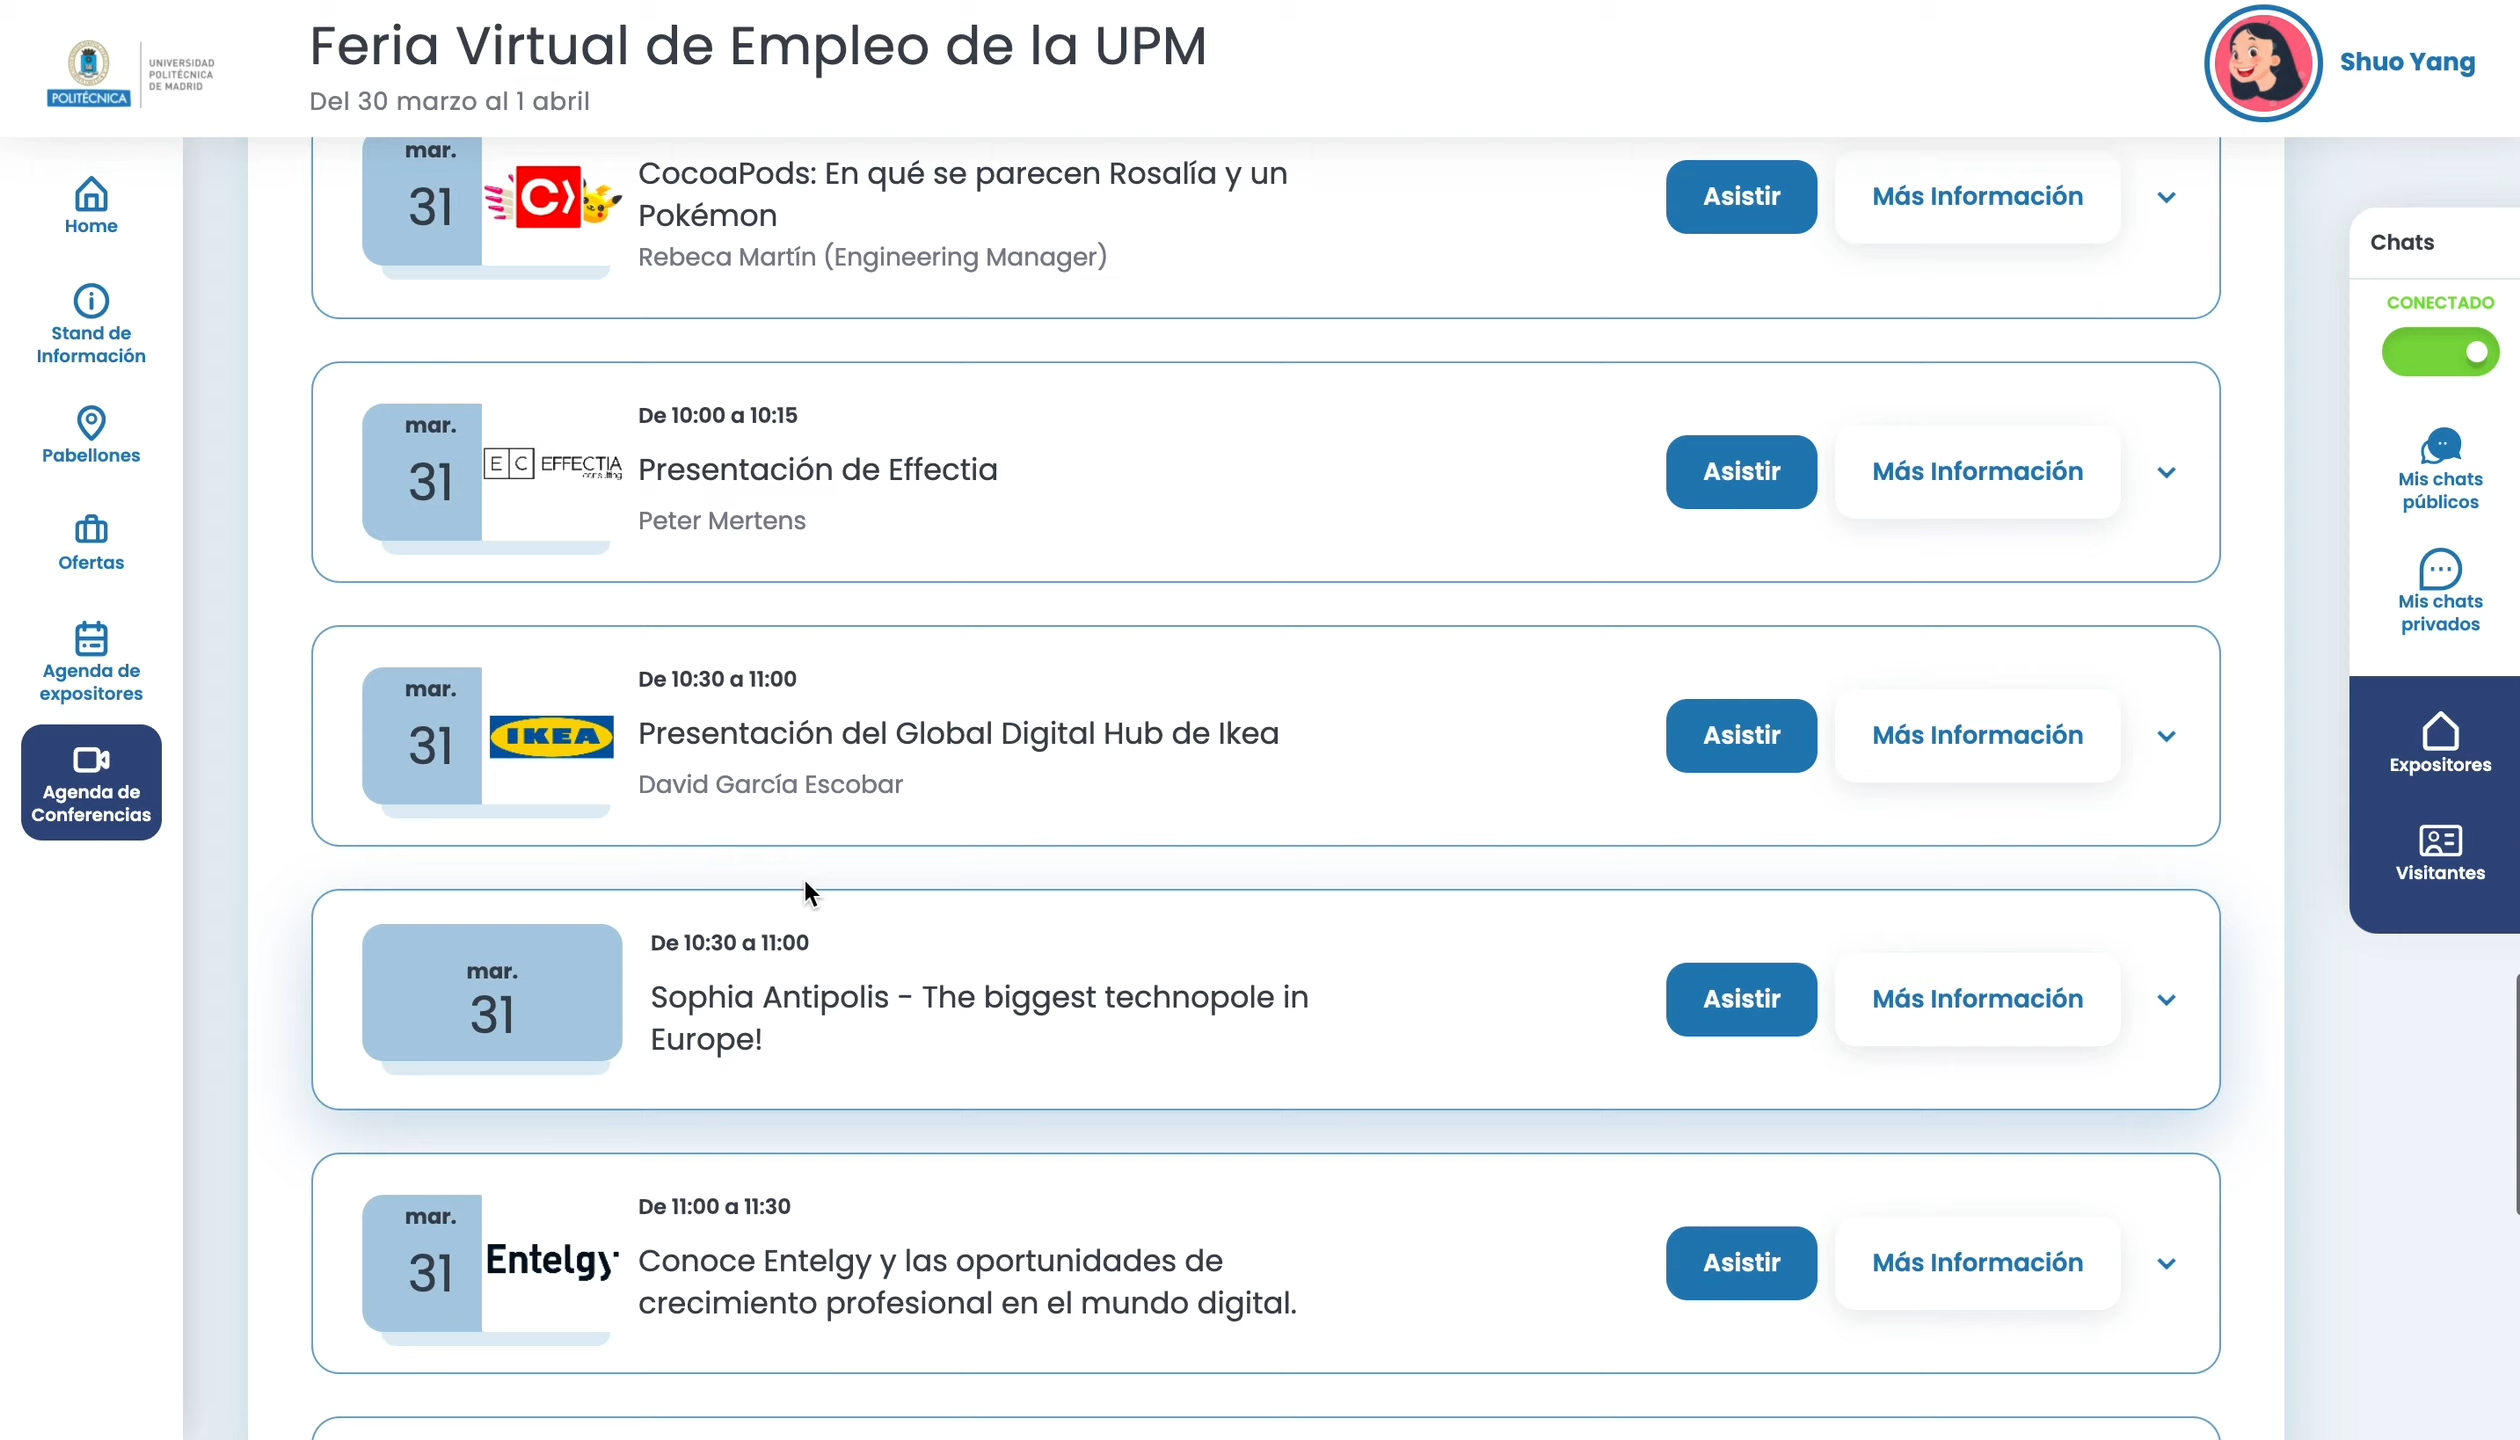 POLITÉCNICA
UNIVERSIDAD
POLITÉCNICA
DE MADRID
Feria Virtual de Empleo de la UPM
Del 30 marzo al 1 abril
Shuo Yang
Home
Stand de
Información
Pabellones
Ofertas
Agenda de
expositores
Agenda de
Conferencias
mar.
31
CocoaPods: En qué se parecen Rosalía y un
Pokémon
Rebeca Martín (Engineering Manager)
Asistir
Más Información
mar.
31
E C EFFECTIA
consulting
De 10:00 a 10:15
Presentación de Effectia
Peter Mertens
Asistir
Más Información
mar.
31
IKEA
De 10:30 a 11:00
Presentación del Global Digital Hub de Ikea
David García Escobar
Asistir
Más Información
mar.
31
De 10:30 a 11:00
Sophia Antipolis - The biggest technopole in
Europe!
Asistir
Más Información
mar.
31
Entelgy
De 11:00 a 11:30
Conoce Entelgy y las oportunidades de
crecimiento profesional en el mundo digital.
Asistir
Más Información
Chats
CONECTADO
Mis chats
públicos
Mis chats
privados
Expositores
Visitantes